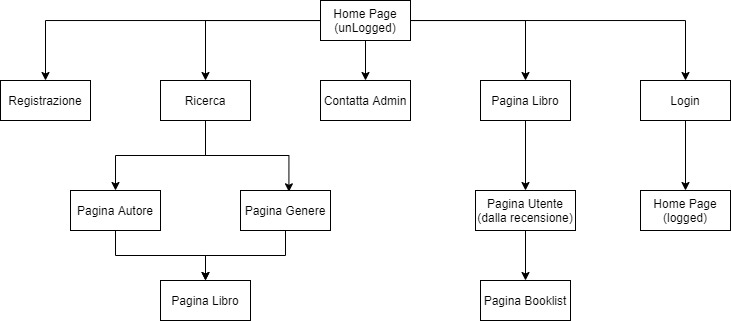 Home Page
(unLogged)
Registrazione
Ricerca
Contatta Admin
Pagina Libro
Login
Pagina Autore
Pagina Genere
Pagina Utente
(dalla recensione)
Home Page
(logged)
Pagina Libro
Pagina Booklist